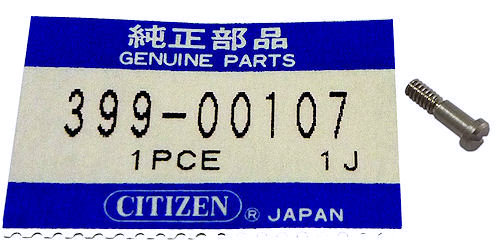 純正部品
GENUINE PARTS
399-00107
1PCE 1J
CITIZEN ® JAPAN